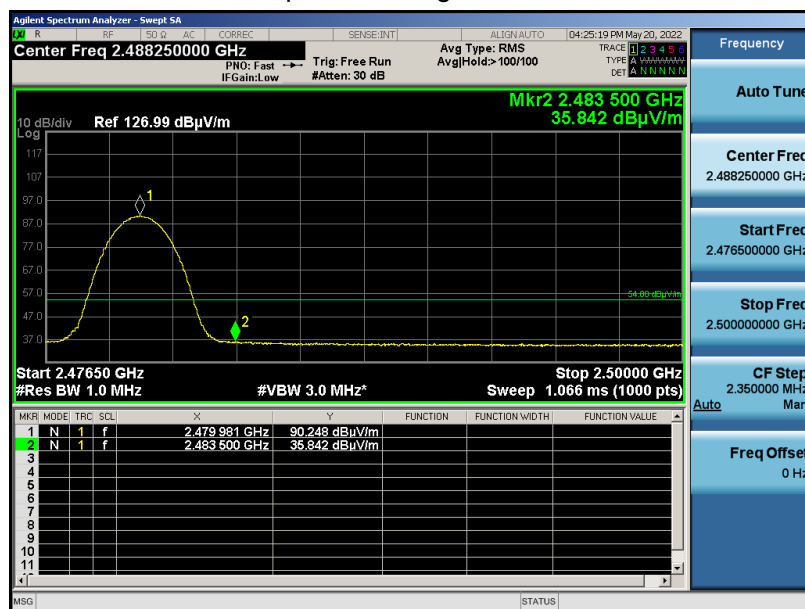 Agilent Spectrum Analyzer - Swept SA
LXI R RF 50 Ω AC CORREC SENSE:INT ALIGN AUTO 04:25:19 PM May 20, 2022
Center Freq 2.488250000 GHz
PNO: Fast
IFGain:Low
Trig: Free Run
#Atten: 30 dB
Avg Type: RMS
Avg|Hold:>100/100
TRACE 1 2 3 4 5 6
TYPE A WWWWW
DET A N N N N N
Mkr2 2.483 500 GHz
35.842 dBµV/m
10 dB/div Ref 126.99 dBµV/m
Log
117
107
97.0
87.0
77.0
67.0
57.0
47.0
37.0
1
2
54.00 dBµV/m
Start 2.47650 GHz Stop 2.50000 GHz
#Res BW 1.0 MHz #VBW 3.0 MHz* Sweep 1.066 ms (1000 pts)
MKR MODE TRC SCL X Y FUNCTION FUNCTION WIDTH FUNCTION VALUE
1 N 1 f 2.479 981 GHz 90.248 dBµV/m
2 N 1 f 2.483 500 GHz 35.842 dBµV/m
3
4
5
6
7
8
9
10
11
MSG STATUS
Frequency
Auto Tune
Center Freq
2.488250000 GHz
Start Freq
2.476500000 GHz
Stop Freq
2.500000000 GHz
CF Step
2.350000 MHz
Auto Man
Freq Offset
0 Hz